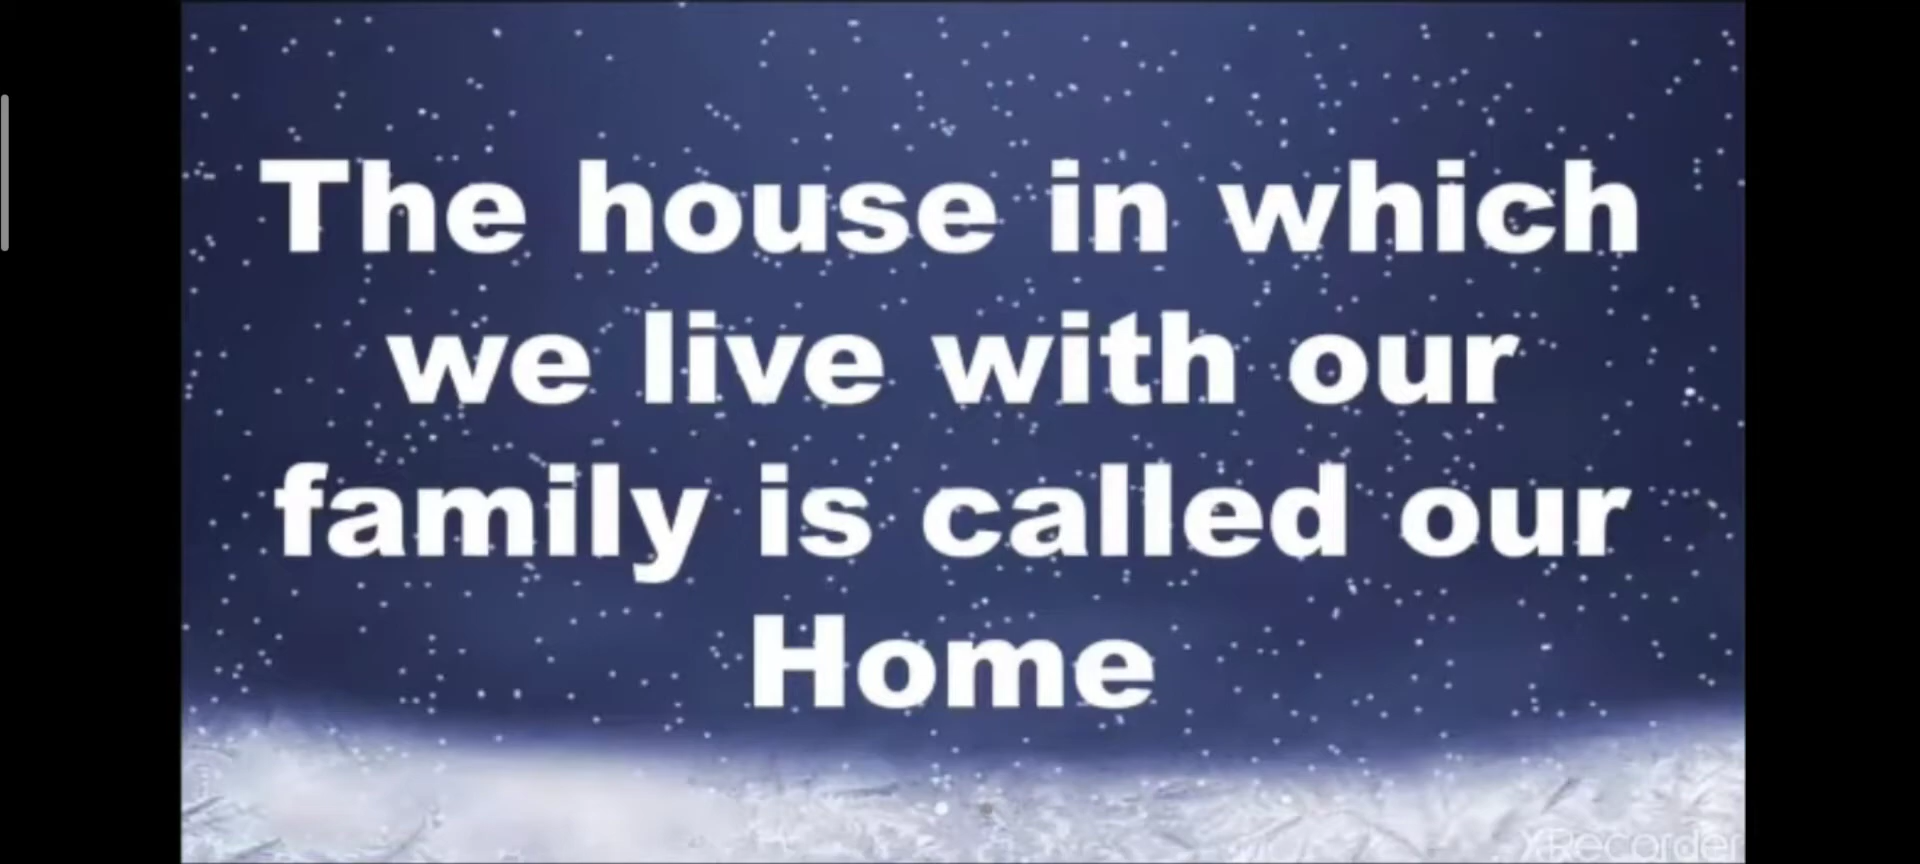 The house in which
we live with our
family is called our
Home
XRecorder